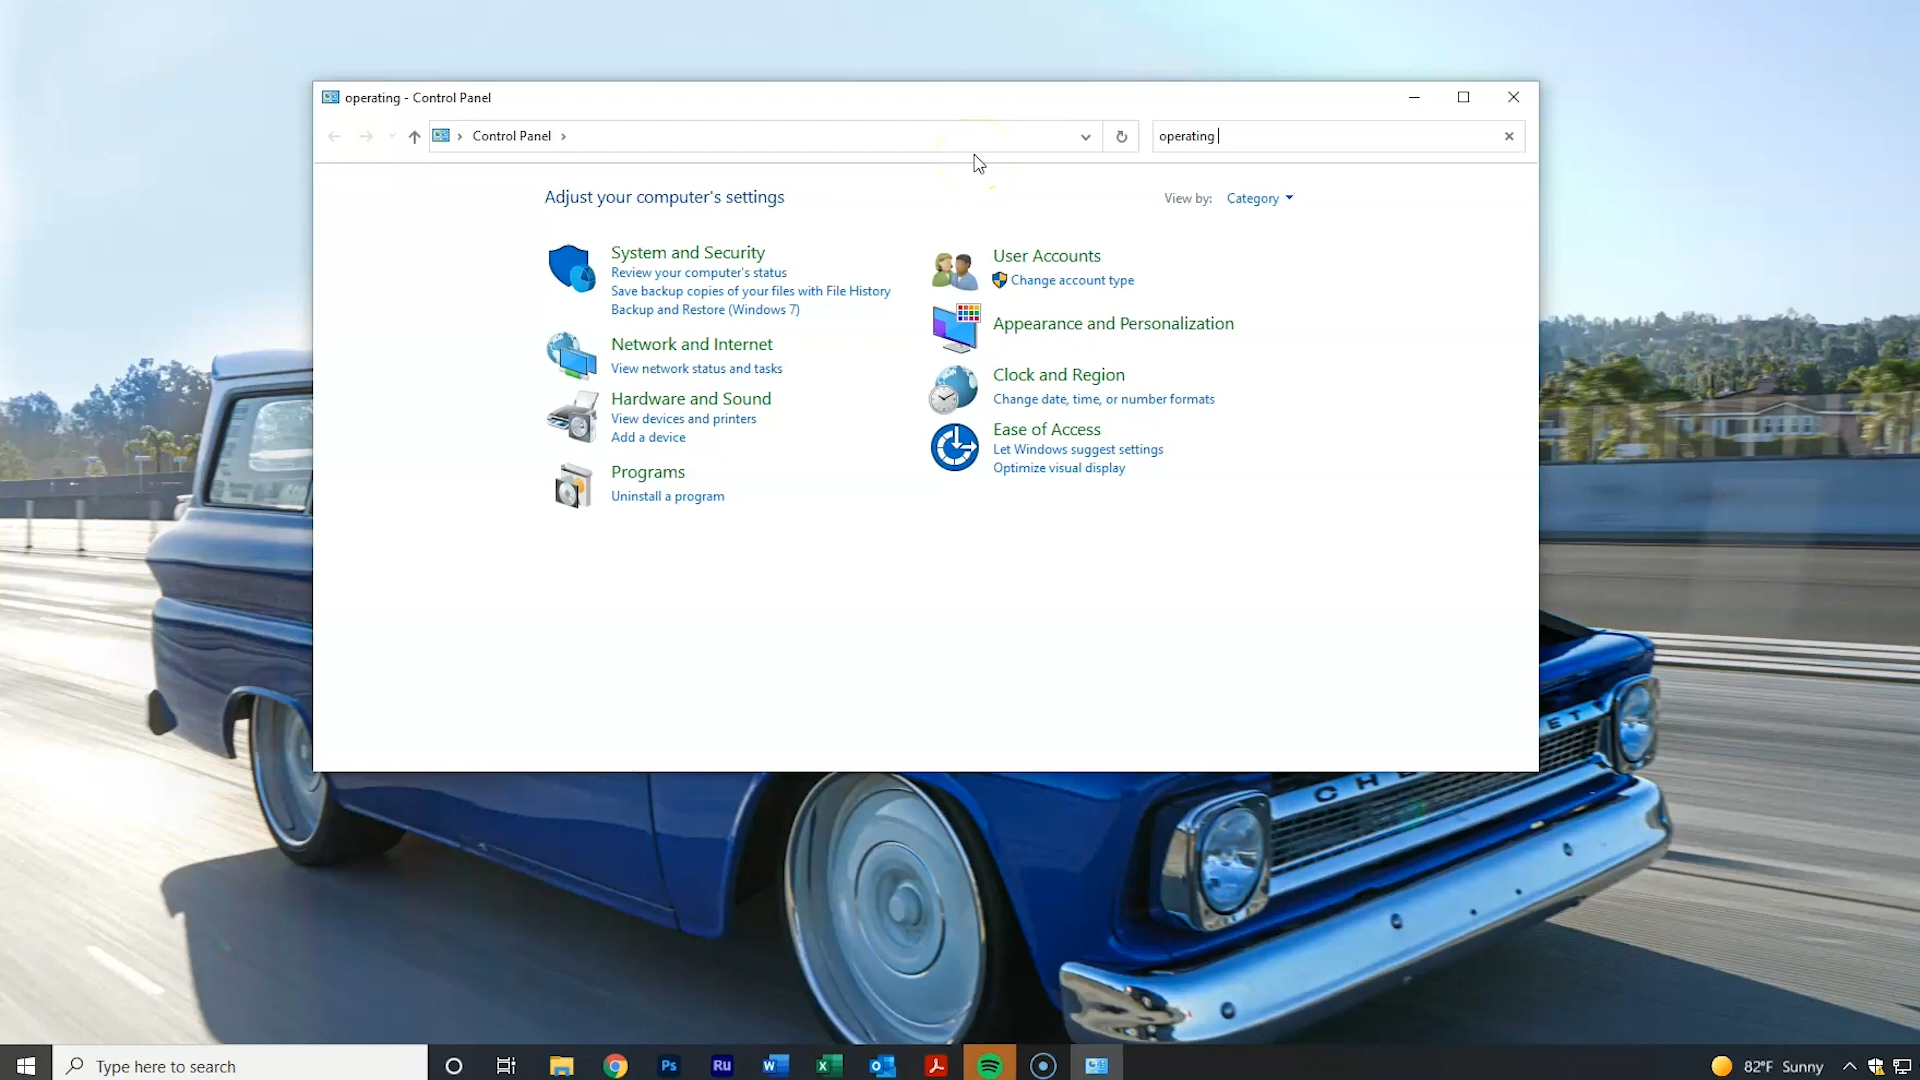 operating - Control Panel
Control Panel
operating
Adjust your computer's settings
View by: Category
System and Security
Review your computer's status
Save backup copies of your files with File History
Backup and Restore (Windows 7)
Network and Internet
View network status and tasks
Hardware and Sound
View devices and printers
Add a device
Programs
Uninstall a program
User Accounts
Change account type
Appearance and Personalization
Clock and Region
Change date, time, or number formats
Ease of Access
Let Windows suggest settings
Optimize visual display
CHE
ETY
Type here to search
Ps
Ru
W
X
O
82°F Sunny